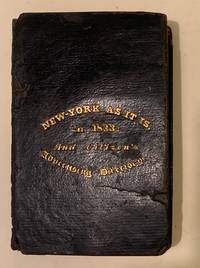 NEW-YORK AS IT IS,
in 1833;
And Citizen's
Advertising Directory.